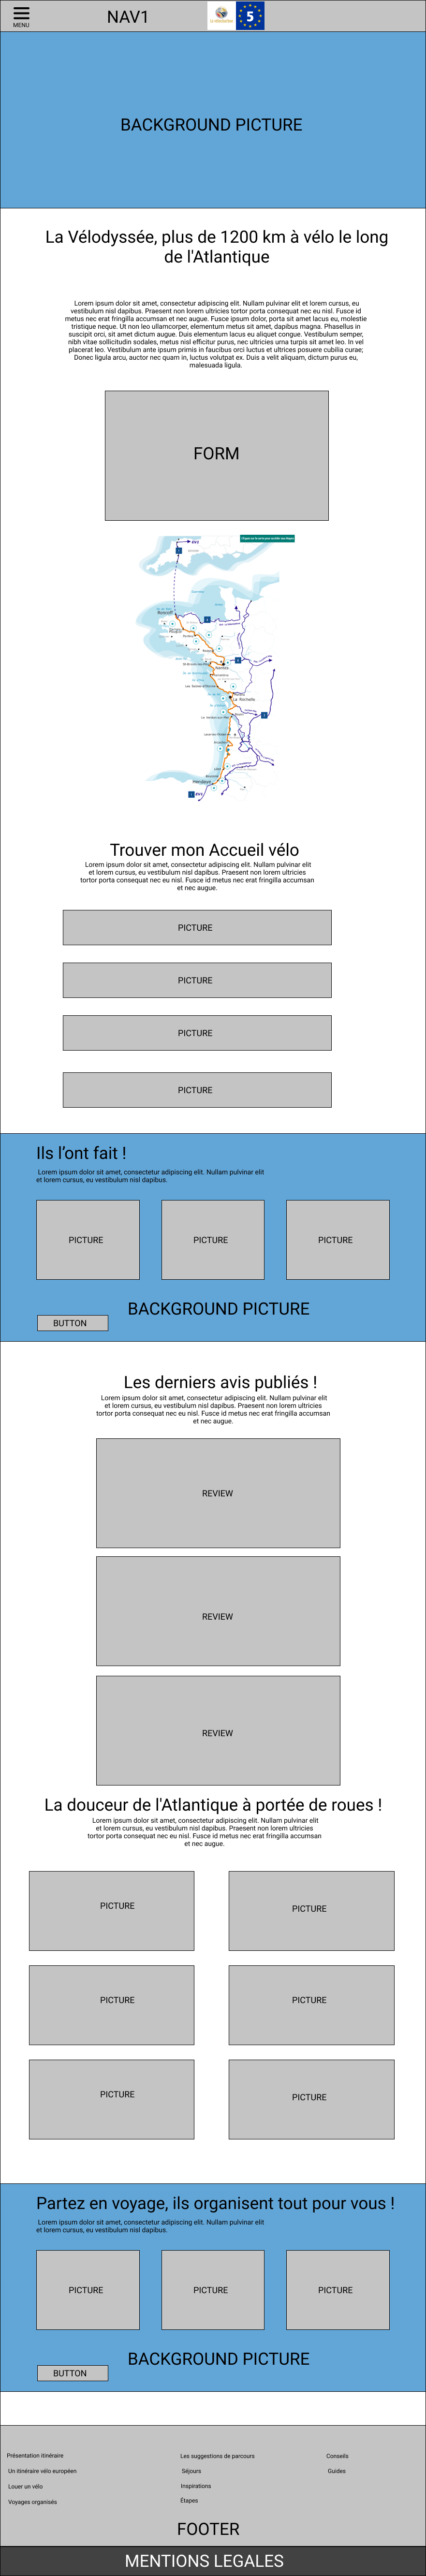 MENU
NAV1
5
BACKGROUND PICTURE
La Vélodyssée, plus de 1200 km à vélo le long
de l'Atlantique
Lorem ipsum dolor sit amet, consectetur adipiscing elit. Nullam pulvinar elit et lorem cursus, eu
vestibulum nisl dapibus. Praesent non lorem ultricies tortor porta consequat nec eu nisl. Fusce id
metus nec erat fringilla accumsan et nec augue. Fusce ipsum dolor, porta sit amet lacus eu, molestie
tristique neque. Ut non leo ullamcorper, elementum metus sit amet, dapibus magna. Phasellus in
suscipit orci, sit amet dictum augue. Duis elementum lacus eu aliquet congue. Vestibulum semper,
nibh vitae sollicitudin sodales, metus nisl efficitur purus, nec ultricies urna turpis sit amet leo. In vel
placerat leo. Vestibulum ante ipsum primis in faucibus orci luctus et ultrices posuere cubilia curae;
Donec ligula arcu, auctor nec quam in, luctus volutpat ex. Duis a velit aliquam, dictum purus eu,
malesuada ligula.
FORM
Roscoff
Nantes
La Rochelle
Hendaye
Trouver mon Accueil vélo
Lorem ipsum dolor sit amet, consectetur adipiscing elit. Nullam pulvinar elit
et lorem cursus, eu vestibulum nisl dapibus. Praesent non lorem ultricies
tortor porta consequat nec eu nisl. Fusce id metus nec erat fringilla accumsan
et nec augue.
PICTURE
PICTURE
PICTURE
PICTURE
Ils l'ont fait !
Lorem ipsum dolor sit amet, consectetur adipiscing elit. Nullam pulvinar elit
et lorem cursus, eu vestibulum nisl dapibus.
PICTURE
PICTURE
PICTURE
BACKGROUND PICTURE
BUTTON
Les derniers avis publiés !
Lorem ipsum dolor sit amet, consectetur adipiscing elit. Nullam pulvinar elit
et lorem cursus, eu vestibulum nisl dapibus. Praesent non lorem ultricies
tortor porta consequat nec eu nisl. Fusce id metus nec erat fringilla accumsan
et nec augue.
REVIEW
REVIEW
REVIEW
La douceur de l'Atlantique à portée de roues !
Lorem ipsum dolor sit amet, consectetur adipiscing elit. Nullam pulvinar elit
et lorem cursus, eu vestibulum nisl dapibus. Praesent non lorem ultricies
tortor porta consequat nec eu nisl. Fusce id metus nec erat fringilla accumsan
et nec augue.
PICTURE
PICTURE
PICTURE
PICTURE
PICTURE
PICTURE
Partez en voyage, ils organisent tout pour vous !
Lorem ipsum dolor sit amet, consectetur adipiscing elit. Nullam pulvinar elit
et lorem cursus, eu vestibulum nisl dapibus.
PICTURE
PICTURE
PICTURE
BACKGROUND PICTURE
BUTTON
Présentation itinéraire
Un itinéraire vélo européen
Louer un vélo
Voyages organisés
Les suggestions de parcours
Séjours
Inspirations
Étapes
Conseils
Guides
FOOTER
MENTIONS LEGALES